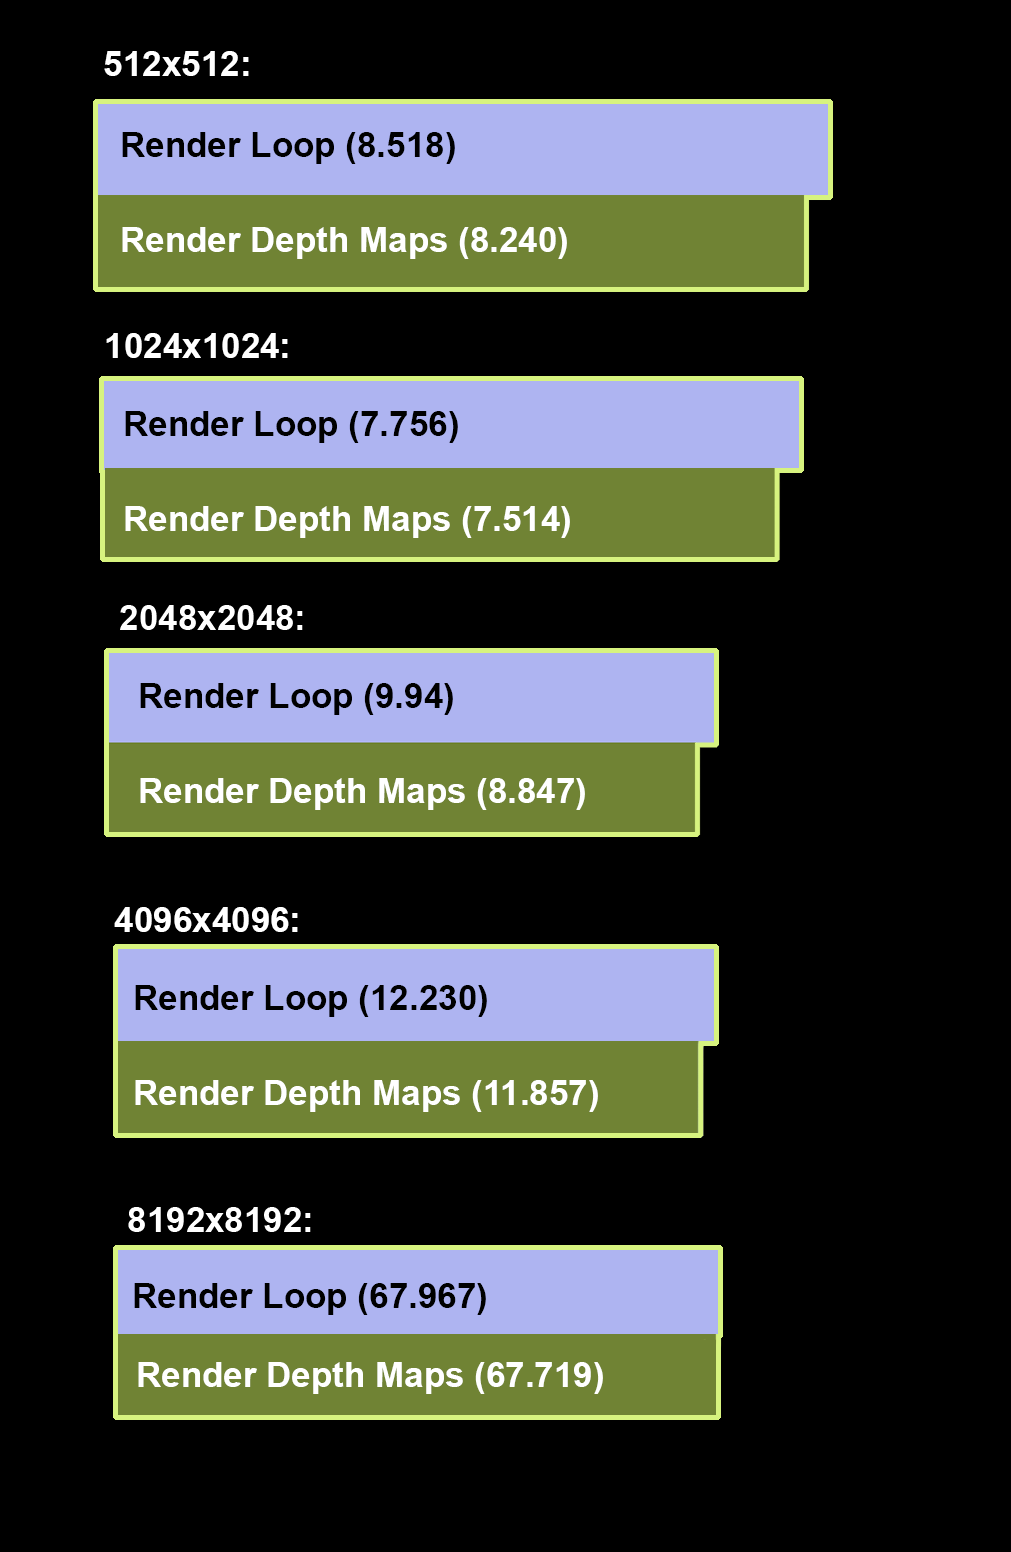 512x512:
Render Loop (8.518)
Render Depth Maps (8.240)
1024x1024:
Render Loop (7.756)
Render Depth Maps (7.514)
2048x2048:
Render Loop (9.94)
Render Depth Maps (8.847)
4096x4096:
Render Loop (12.230)
Render Depth Maps (11.857)
8192x8192:
Render Loop (67.967)
Render Depth Maps (67.719)